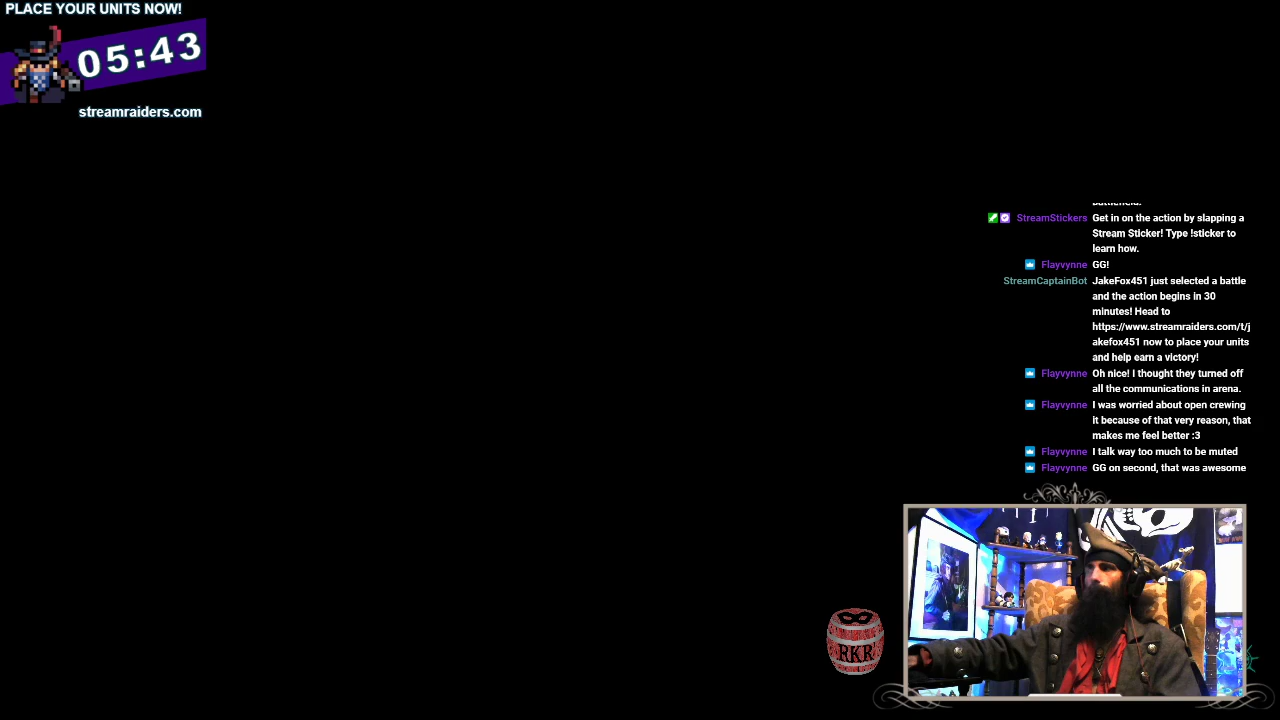 PLACE YOUR UNITS NOW!
05:43
streamraiders.com
StreamStickers Get in on the action by slapping a
Stream Sticker! Type !sticker to
learn how.
Flayvynne GG!
StreamCaptainBot JakeFox451 just selected a battle
and the action begins in 30
minutes! Head to
https://www.streamraiders.com/t/j
akefox451 now to place your units
and help earn a victory!
Flayvynne Oh nice! I thought they turned off
all the communications in arena.
Flayvynne I was worried about open crewing
it because of that very reason, that
makes me feel better :3
Flayvynne I talk way too much to be muted
Flayvynne GG on second, that was awesome
RKR